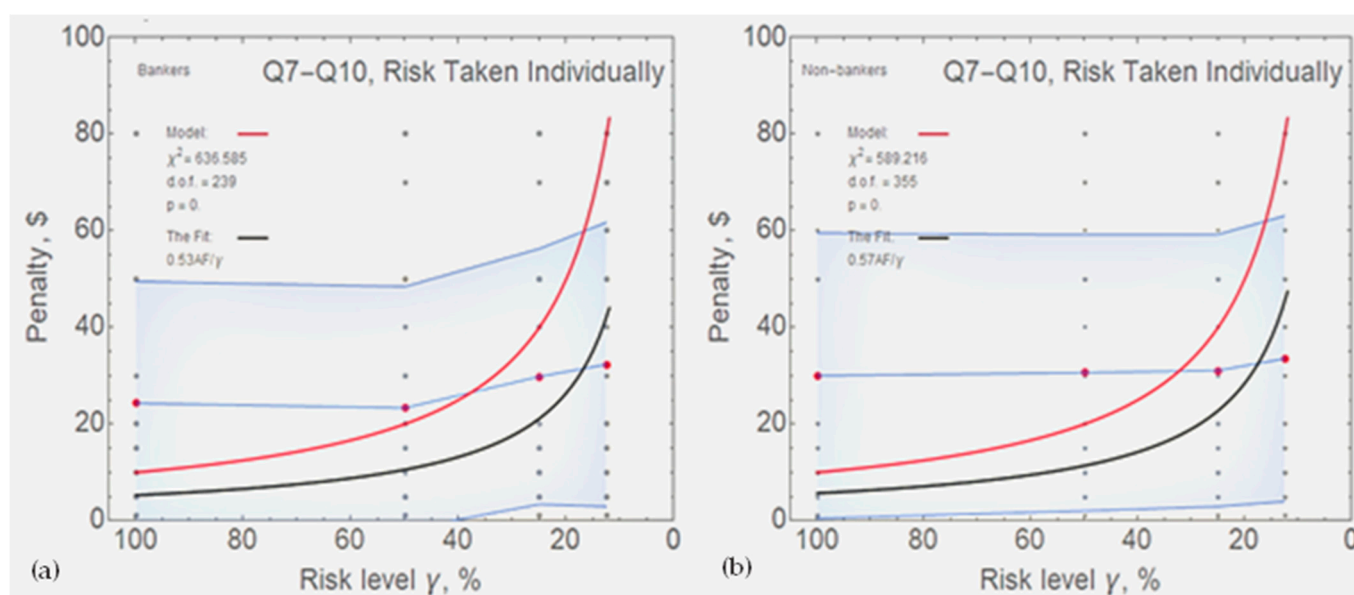 100
80
60
40
20
0
Penalty, $
Bankers
Q7–Q10, Risk Taken Individually
Model:
χ²= 636.585
d.o.f. = 239
p = 0.
The Fit:
0.53AF/γ
100 80 60 40 20 0
Risk level γ, %
(a)
100
80
60
40
20
0
Penalty, $
Non-bankers
Q7–Q10, Risk Taken Individually
Model:
χ²= 589.216
d.o.f. = 355
p = 0.
The Fit:
0.57AF/γ
100 80 60 40 20 0
Risk level γ, %
(b)